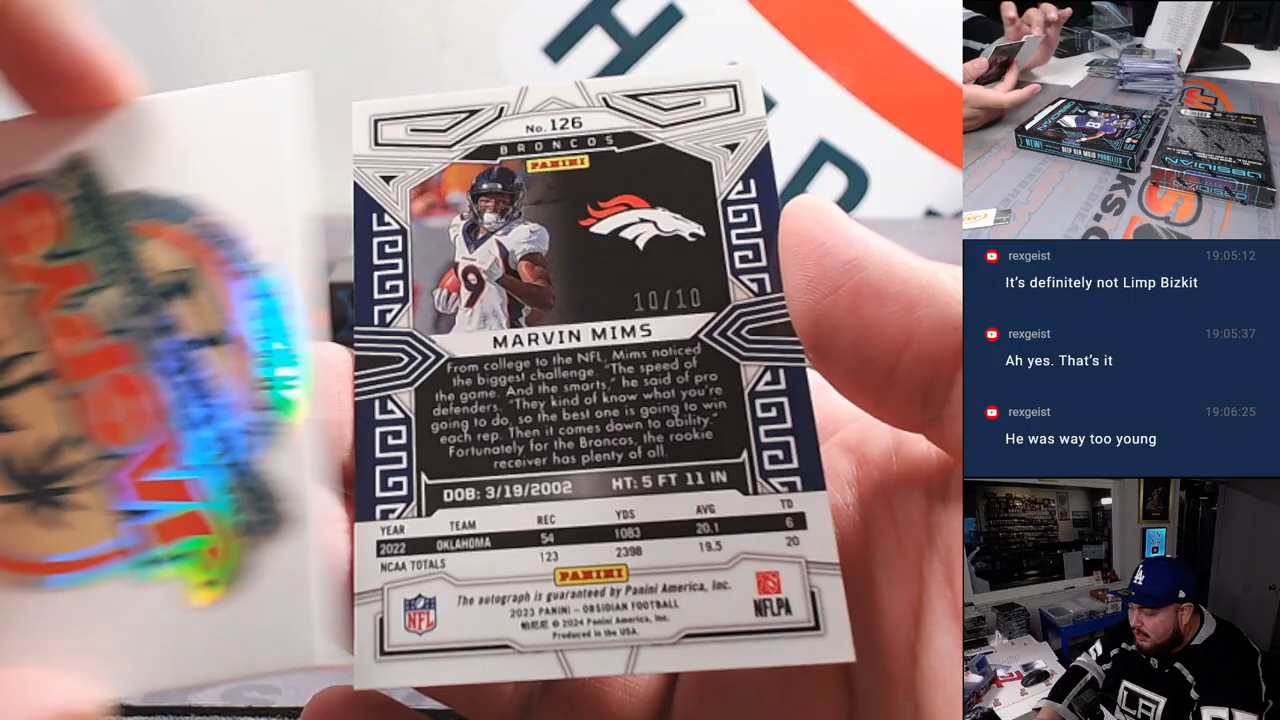 No. 126
BRONCOS
PANINI
10/10
MARVIN MIMS
From college to the NFL, Mims noticed
the biggest challenge. "The speed of
the game. And the smarts," he said of pro
defenders. "They kind of know what you're
going to do, so the best one is going to win
each rep. Then it comes down to ability."
Fortunately for the Broncos, the rookie
receiver has plenty of all.
DOB: 3/19/2002 HT: 5 FT 11 IN
YEAR TEAM REC YDS AVG TD
2022 OKLAHOMA 54 1083 20.1 6
NCAA TOTALS 123 2398 19.5 20
PANINI
The autograph is guaranteed by Panini America, Inc.
2023 PANINI – OBSIDIAN FOOTBALL
© 2024 Panini America, Inc.
Produced in the USA.
NFL
NFLPA
rexgeist 19:05:12
It's definitely not Limp Bizkit
rexgeist 19:05:37
Ah yes. That's it
rexgeist 19:06:25
He was way too young
OBSIDIAN
NEW!
LA
LA